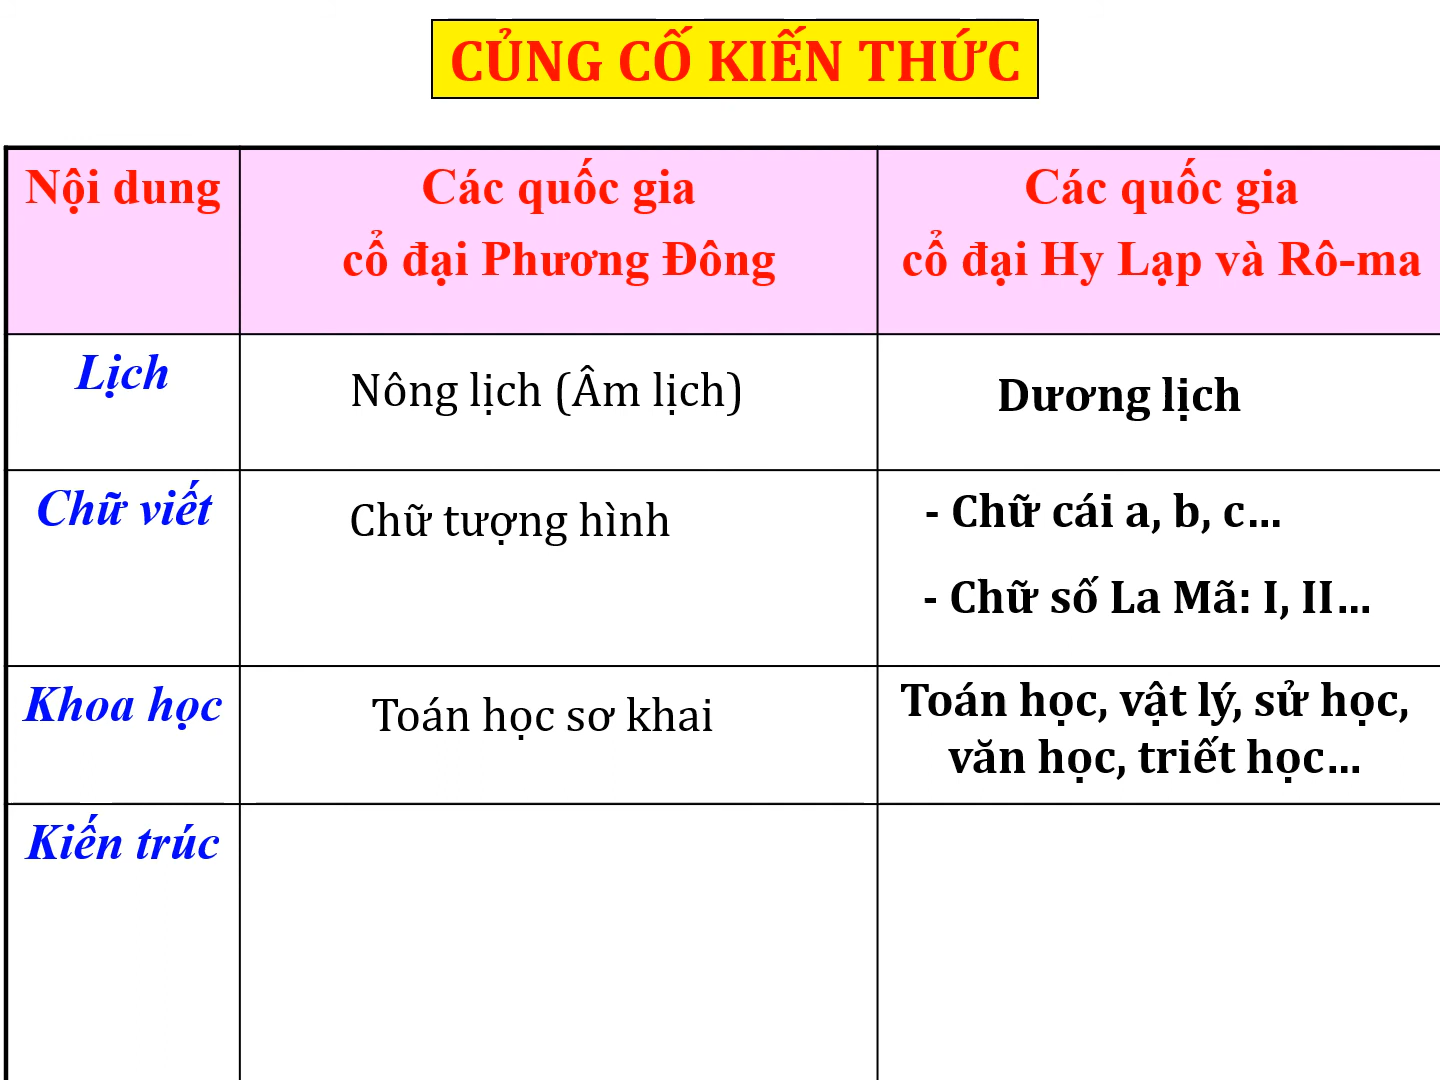 CỦNG CỐ KIẾN THỨC
Nội dung
Các quốc gia
cổ đại Phương Đông
Các quốc gia
cổ đại Hy Lạp và Rô-ma
Lịch
Nông lịch (Âm lịch)
Dương lịch
Chữ viết
Chữ tượng hình
- Chữ cái a, b, c...
- Chữ số La Mã: I, II...
Khoa học
Toán học sơ khai
Toán học, vật lý, sử học,
văn học, triết học...
Kiến trúc